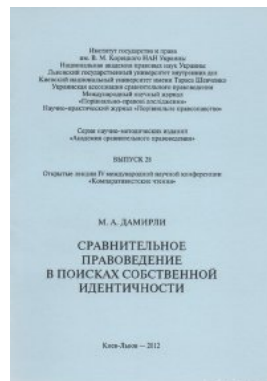 Институт государства и права
им. В. М. Корецкого НАН Украины
Национальная академия правовых наук Украины
Львовский государственный университет внутренних дел
Киевский национальный университет имени Тараса Шевченко
Украинская ассоциация сравнительного правоведения
Международный научный журнал
«Порівняльно-правові дослідження»
Научно-практический журнал «Порівняльне правознавство»
Серия научно-методических изданий
«Академия сравнительного правоведения»
ВЫПУСК 28
Открытые лекции IV международной научной конференции
«Компаративистские чтения»
М. А. ДАМИРЛИ
СРАВНИТЕЛЬНОЕ
ПРАВОВЕДЕНИЕ
В ПОИСКАХ СОБСТВЕННОЙ
ИДЕНТИЧНОСТИ
Киев-Львов — 2012